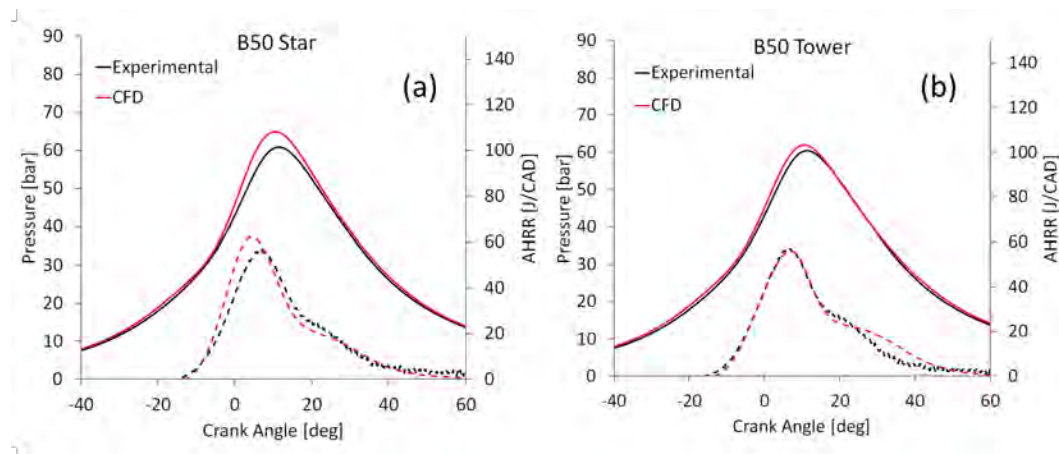 B50 Star
Experimental
CFD
(a)
Pressure [bar]
90
80
70
60
50
40
30
20
10
0
140
120
100
80
60
40
20
0
AHRR [J/CAD]
-40 -20 0 20 40 60
Crank Angle [deg]
B50 Tower
Experimental
CFD
(b)
Pressure [bar]
90
80
70
60
50
40
30
20
10
0
140
120
100
80
60
40
20
0
AHRR [J/CAD]
-40 -20 0 20 40 60
Crank Angle [deg]